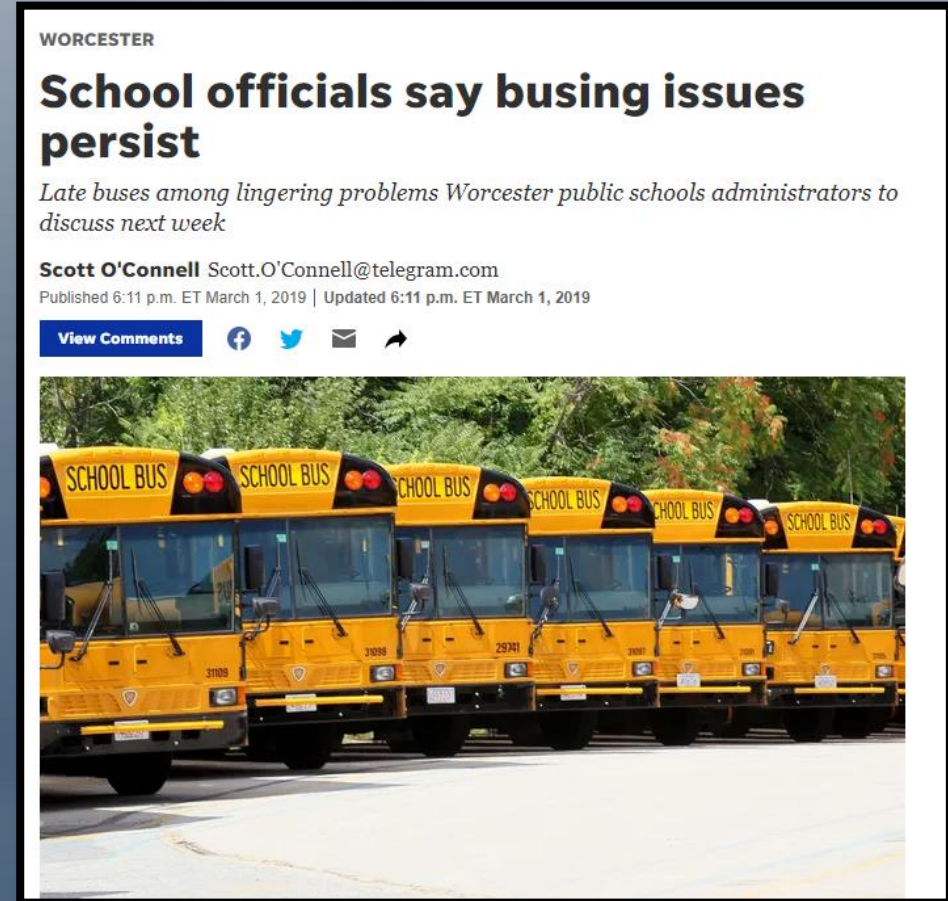 WORCESTER
School officials say busing issues
persist
Late buses among lingering problems Worcester public schools administrators to
discuss next week
Scott O'Connell Scott.O'Connell@telegram.com
Published 6:11 p.m. ET March 1, 2019 | Updated 6:11 p.m. ET March 1, 2019
View Comments
SCHOOL BUS SCHOOL BUS SCHOOL BUS SCHOOL BUS SCHOOL BUS SCHOOL BUS
31109 31098 29741